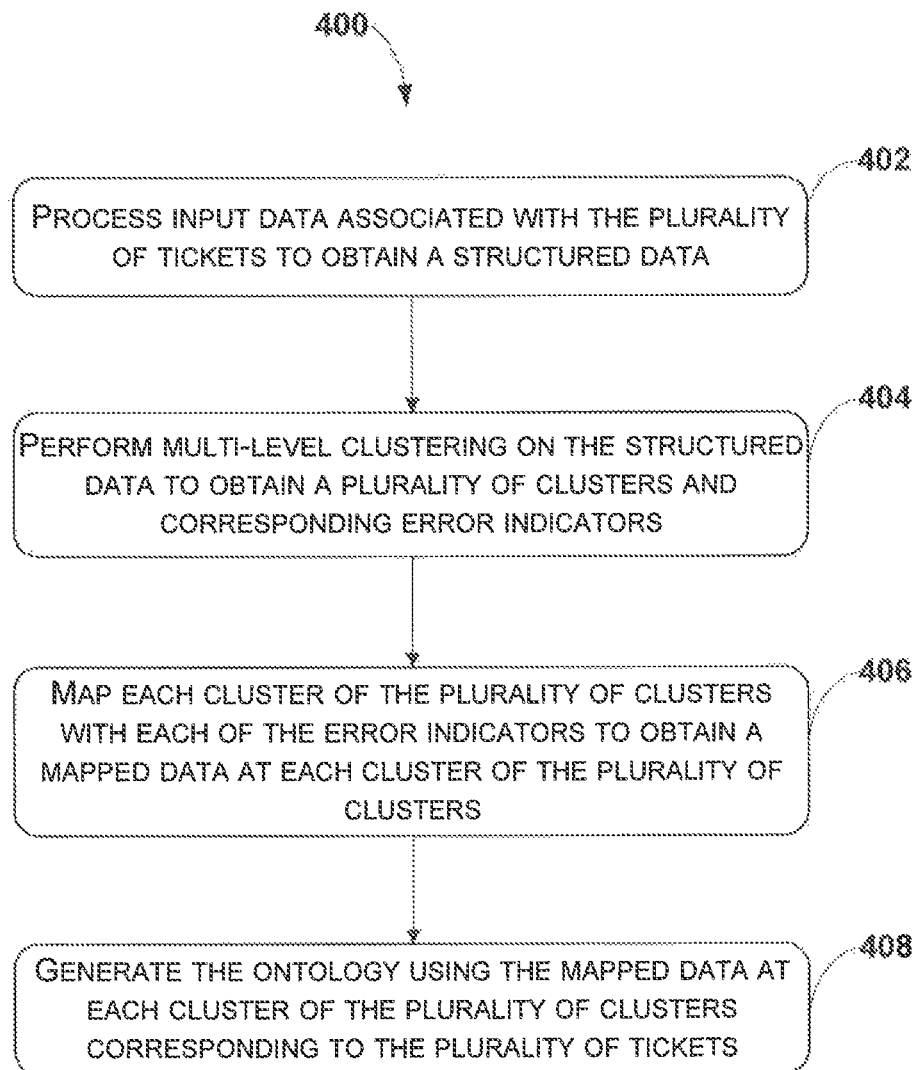 400
402
PROCESS INPUT DATA ASSOCIATED WITH THE PLURALITY
OF TICKETS TO OBTAIN A STRUCTURED DATA
404
PERFORM MULTI-LEVEL CLUSTERING ON THE STRUCTURED
DATA TO OBTAIN A PLURALITY OF CLUSTERS AND
CORRESPONDING ERROR INDICATORS
406
MAP EACH CLUSTER OF THE PLURALITY OF CLUSTERS
WITH EACH OF THE ERROR INDICATORS TO OBTAIN A
MAPPED DATA AT EACH CLUSTER OF THE PLURALITY OF
CLUSTERS
408
GENERATE THE ONTOLOGY USING THE MAPPED DATA AT
EACH CLUSTER OF THE PLURALITY OF CLUSTERS
CORRESPONDING TO THE PLURALITY OF TICKETS